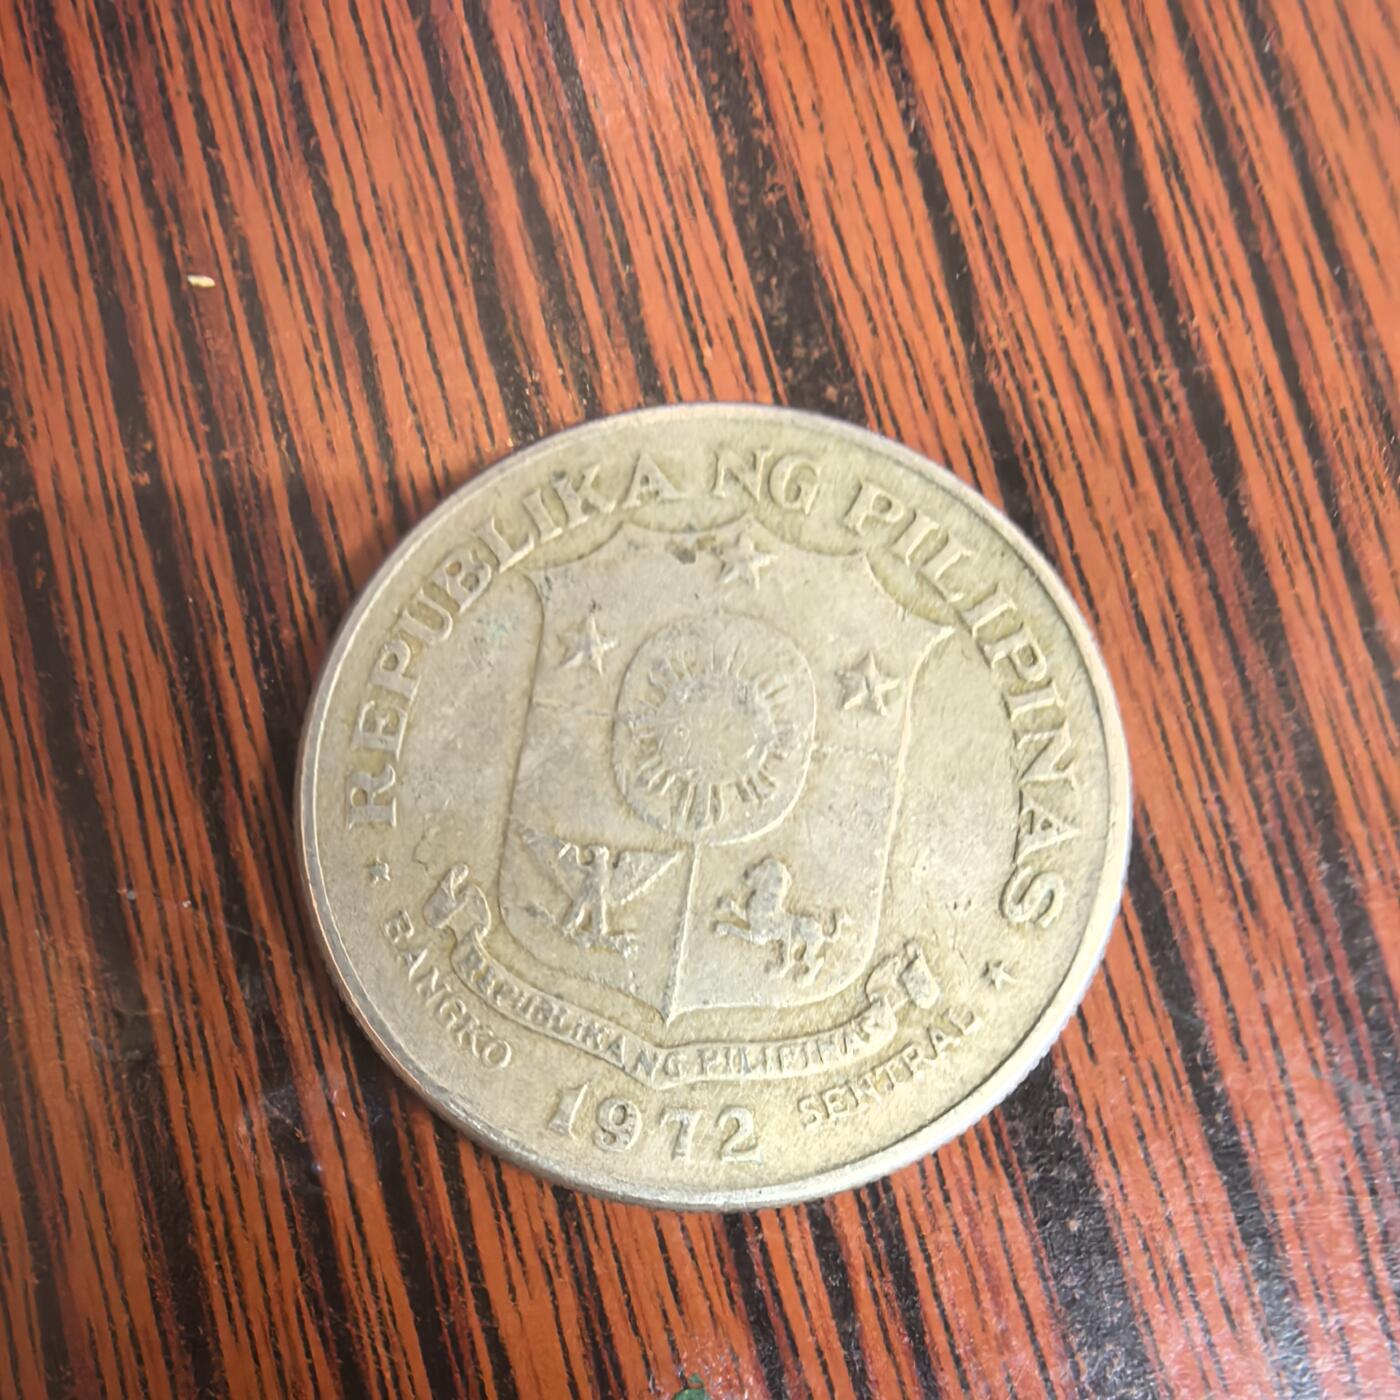 REPUBLIKA NG PILIPINAS
REPUBLIKA NG PILIPINAS
BANGKO SENTRAL
1972